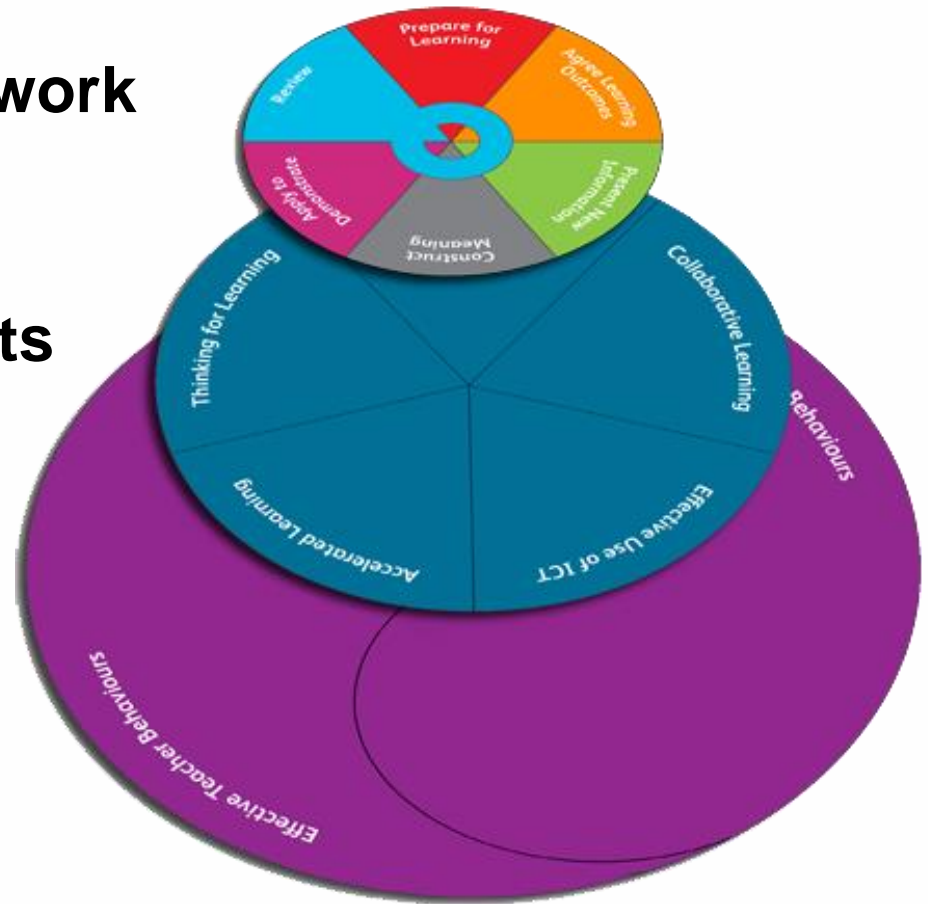 work
ts
Prepare for
Learning
Agree Learning
Outcomes
Present New
Information
Construct
Meaning
Apply to
Demonstrate
Review
Collaborative Learning
Effective Use of ICT
Accelerated Learning
Thinking for Learning
Behaviours
Effective Teacher Behaviours